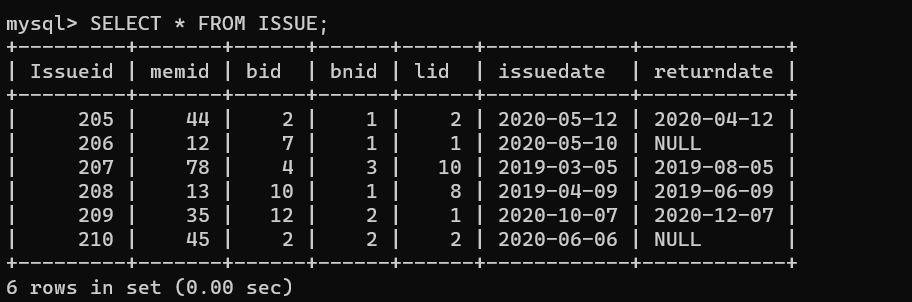 mysql> SELECT * FROM ISSUE;
+---------+-------+------+------+------+------------+------------+
| Issueid | memid | bid  | bnid | lid  | issuedate  | returndate |
+---------+-------+------+------+------+------------+------------+
|     205 |    44 |    2 |    1 |    2 | 2020-05-12 | 2020-04-12 |
|     206 |    12 |    7 |    1 |    1 | 2020-05-10 | NULL       |
|     207 |    78 |    4 |    3 |   10 | 2019-03-05 | 2019-08-05 |
|     208 |    13 |   10 |    1 |    8 | 2019-04-09 | 2019-06-09 |
|     209 |    35 |   12 |    2 |    1 | 2020-10-07 | 2020-12-07 |
|     210 |    45 |    2 |    2 |    2 | 2020-06-06 | NULL       |
+---------+-------+------+------+------+------------+------------+
6 rows in set (0.00 sec)